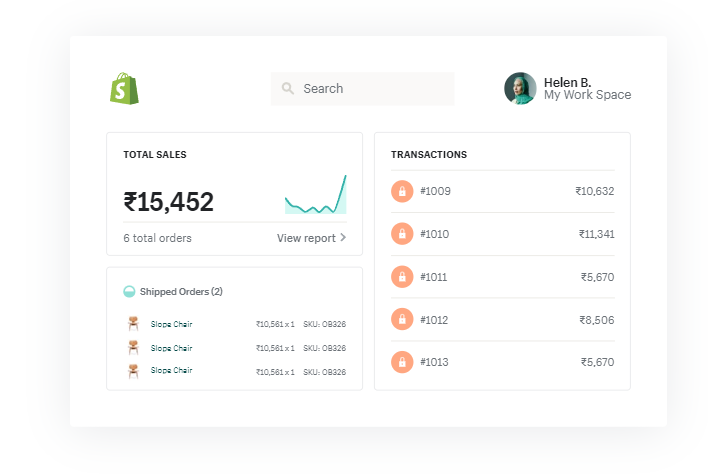 Search
Helen B.
My Work Space
TOTAL SALES
₹15,452
6 total orders
View report
Shipped Orders (2)
Slope Chair ₹10,561 x 1 SKU: OB326
Slope Chair ₹10,561 x 1 SKU: OB326
Slope Chair ₹10,561 x 1 SKU: OB326
TRANSACTIONS
#1009 ₹10,632
#1010 ₹11,341
#1011 ₹5,670
#1012 ₹8,506
#1013 ₹5,670